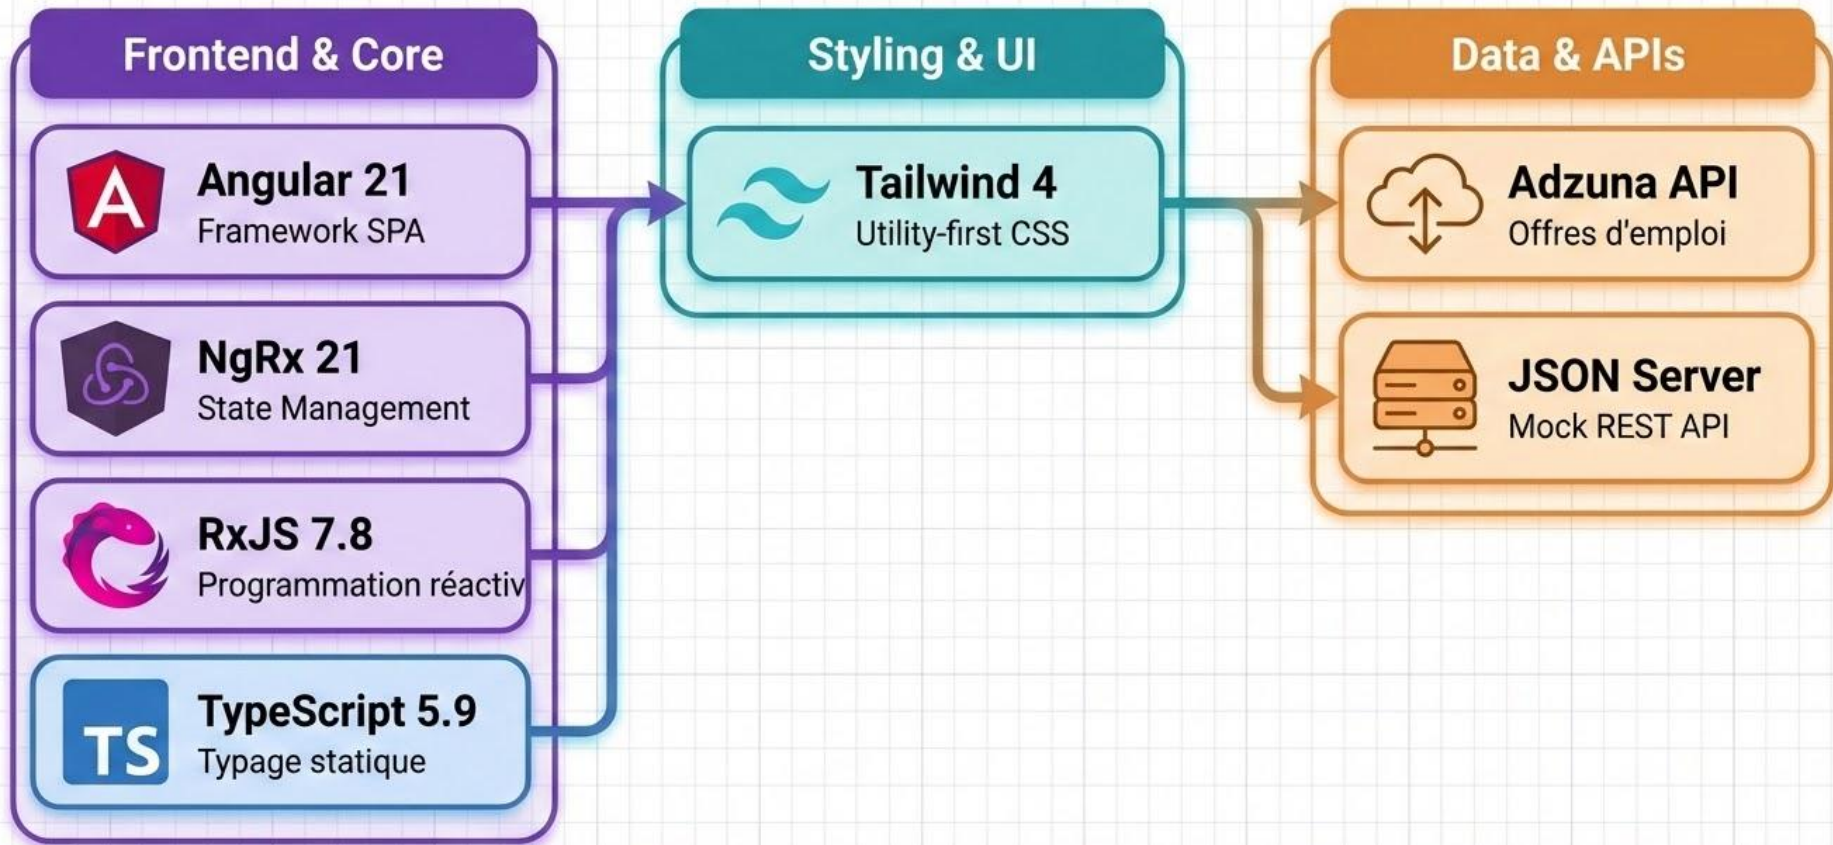 Frontend & Core
Angular 21
Framework SPA
NgRx 21
State Management
RxJS 7.8
Programmation réactiv
TS
TypeScript 5.9
Typage statique
Styling & UI
Tailwind 4
Utility-first CSS
Data & APIs
Adzuna API
Offres d'emploi
JSON Server
Mock REST API